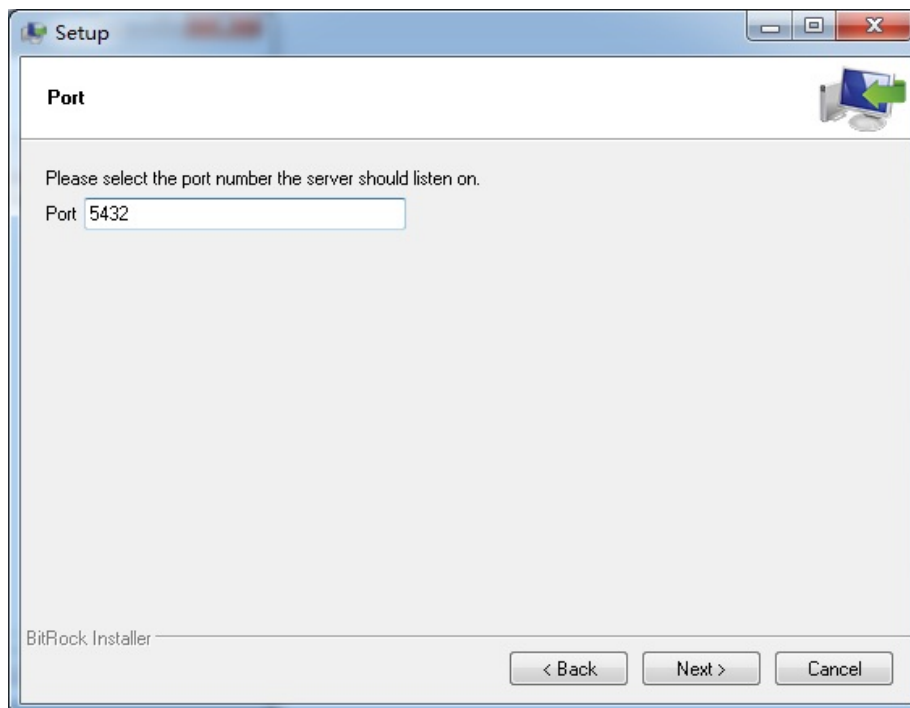 Setup
Port
Please select the port number the server should listen on.
Port 5432
BitRock Installer
< Back Next > Cancel